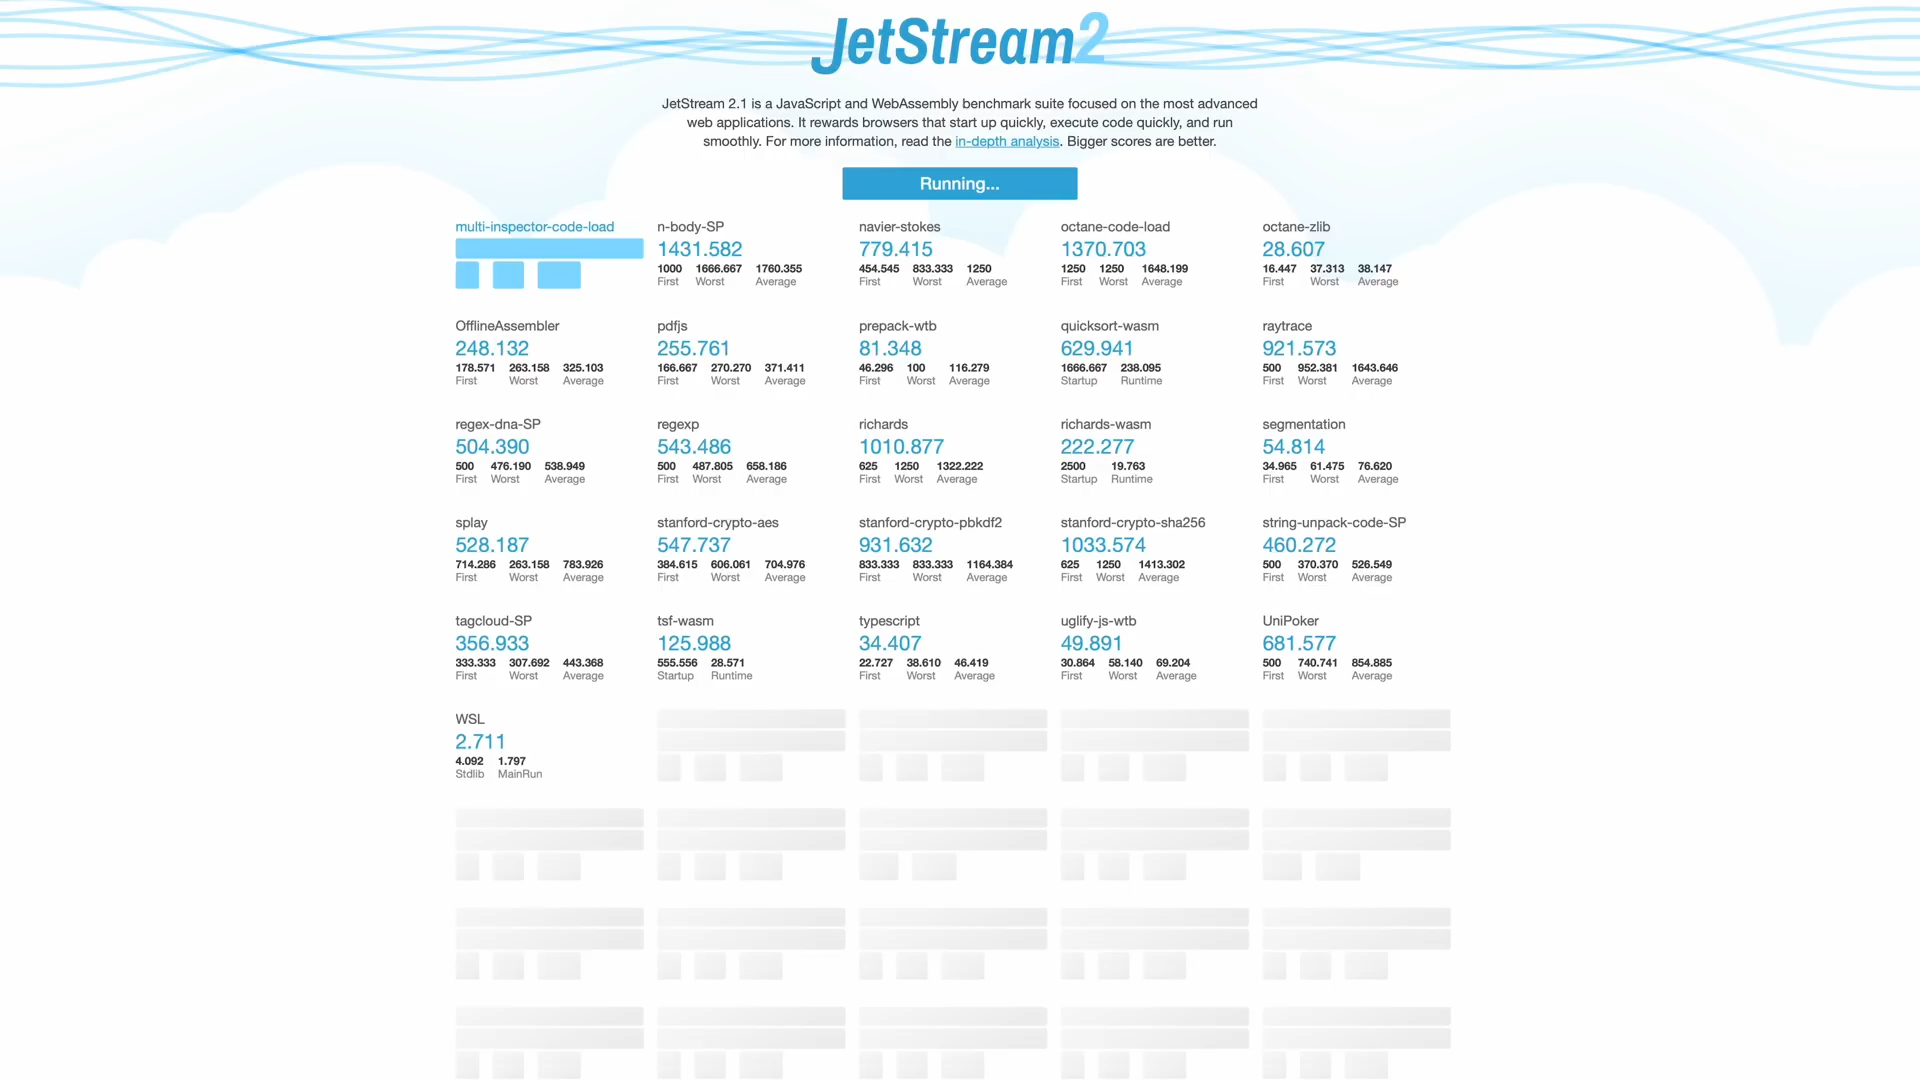 JetStream2
JetStream 2.1 is a JavaScript and WebAssembly benchmark suite focused on the most advanced
web applications. It rewards browsers that start up quickly, execute code quickly, and run
smoothly. For more information, read the in-depth analysis. Bigger scores are better.
Running...
multi-inspector-code-load
n-body-SP
1431.582
1000 1666.667 1760.355
First Worst Average
navier-stokes
779.415
454.545 833.333 1250
First Worst Average
octane-code-load
1370.703
1250 1250 1648.199
First Worst Average
octane-zlib
28.607
16.447 37.313 38.147
First Worst Average
OfflineAssembler
248.132
178.571 263.158 325.103
First Worst Average
pdfjs
255.761
166.667 270.270 371.411
First Worst Average
prepack-wtb
81.348
46.296 100 116.279
First Worst Average
quicksort-wasm
629.941
1666.667 238.095
Startup Runtime
raytrace
921.573
500 952.381 1643.646
First Worst Average
regex-dna-SP
504.390
500 476.190 538.949
First Worst Average
regexp
543.486
500 487.805 658.186
First Worst Average
richards
1010.877
625 1250 1322.222
First Worst Average
richards-wasm
222.277
2500 19.763
Startup Runtime
segmentation
54.814
34.965 61.475 76.620
First Worst Average
splay
528.187
714.286 263.158 783.926
First Worst Average
stanford-crypto-aes
547.737
384.615 606.061 704.976
First Worst Average
stanford-crypto-pbkdf2
931.632
833.333 833.333 1164.384
First Worst Average
stanford-crypto-sha256
1033.574
625 1250 1413.302
First Worst Average
string-unpack-code-SP
460.272
500 370.370 526.549
First Worst Average
tagcloud-SP
356.933
333.333 307.692 443.368
First Worst Average
tsf-wasm
125.988
555.556 28.571
Startup Runtime
typescript
34.407
22.727 38.610 46.419
First Worst Average
uglify-js-wtb
49.891
30.864 58.140 69.204
First Worst Average
UniPoker
681.577
500 740.741 854.885
First Worst Average
WSL
2.711
4.092 1.797
Stdlib MainRun